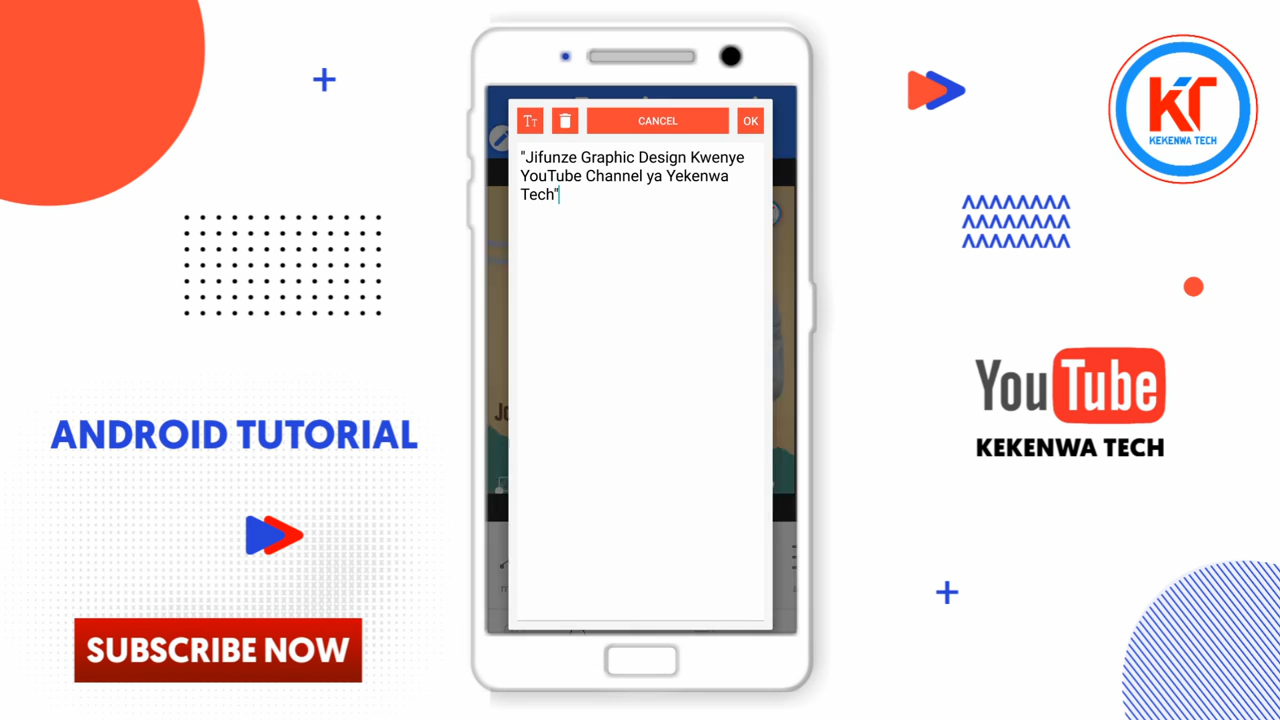 KT
KEKENWA TECH
Tт
CANCEL
OK
"Jifunze Graphic Design Kwenye
YouTube Channel ya Yekenwa
Tech"
ANDROID TUTORIAL
SUBSCRIBE NOW
YouTube
KEKENWA TECH